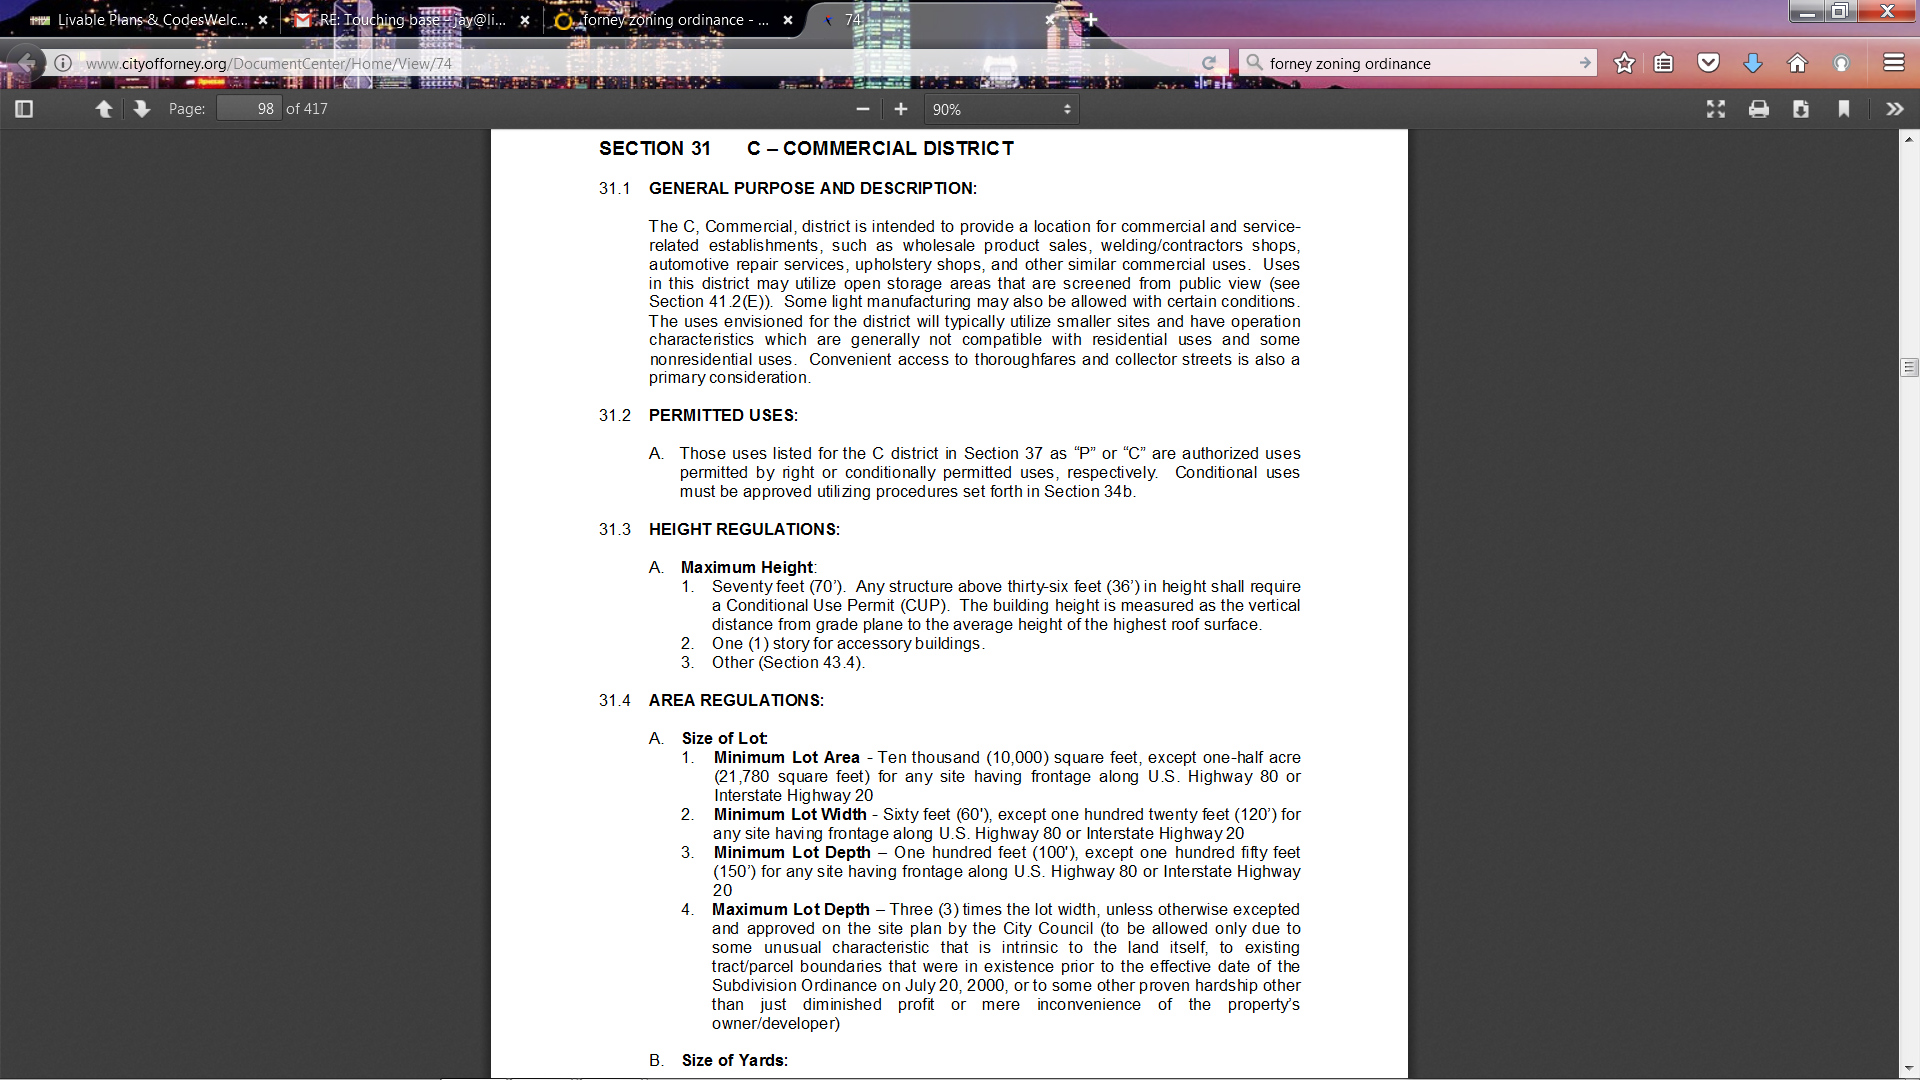 Livable Plans & CodesWelc...
RE: Touching base - jay@li...
forney zoning ordinance - ...
74
www.cityofforney.org/DocumentCenter/Home/View/74
forney zoning ordinance
Page: 98 of 417
90%
SECTION 31 C – COMMERCIAL DISTRICT
31.1 GENERAL PURPOSE AND DESCRIPTION:
The C, Commercial, district is intended to provide a location for commercial and service-
related establishments, such as wholesale product sales, welding/contractors shops,
automotive repair services, upholstery shops, and other similar commercial uses. Uses
in this district may utilize open storage areas that are screened from public view (see
Section 41.2(E)). Some light manufacturing may also be allowed with certain conditions.
The uses envisioned for the district will typically utilize smaller sites and have operation
characteristics which are generally not compatible with residential uses and some
nonresidential uses. Convenient access to thoroughfares and collector streets is also a
primary consideration.
31.2 PERMITTED USES:
A. Those uses listed for the C district in Section 37 as “P” or “C” are authorized uses
permitted by right or conditionally permitted uses, respectively. Conditional uses
must be approved utilizing procedures set forth in Section 34b.
31.3 HEIGHT REGULATIONS:
A. Maximum Height:
1. Seventy feet (70’). Any structure above thirty-six feet (36’) in height shall require
a Conditional Use Permit (CUP). The building height is measured as the vertical
distance from grade plane to the average height of the highest roof surface.
2. One (1) story for accessory buildings.
3. Other (Section 43.4).
31.4 AREA REGULATIONS:
A. Size of Lot:
1. Minimum Lot Area - Ten thousand (10,000) square feet, except one-half acre
(21,780 square feet) for any site having frontage along U.S. Highway 80 or
Interstate Highway 20
2. Minimum Lot Width - Sixty feet (60'), except one hundred twenty feet (120’) for
any site having frontage along U.S. Highway 80 or Interstate Highway 20
3. Minimum Lot Depth – One hundred feet (100'), except one hundred fifty feet
(150’) for any site having frontage along U.S. Highway 80 or Interstate Highway
20
4. Maximum Lot Depth – Three (3) times the lot width, unless otherwise excepted
and approved on the site plan by the City Council (to be allowed only due to
some unusual characteristic that is intrinsic to the land itself, to existing
tract/parcel boundaries that were in existence prior to the effective date of the
Subdivision Ordinance on July 20, 2000, or to some other proven hardship other
than just diminished profit or mere inconvenience of the property’s
owner/developer)
B. Size of Yards: